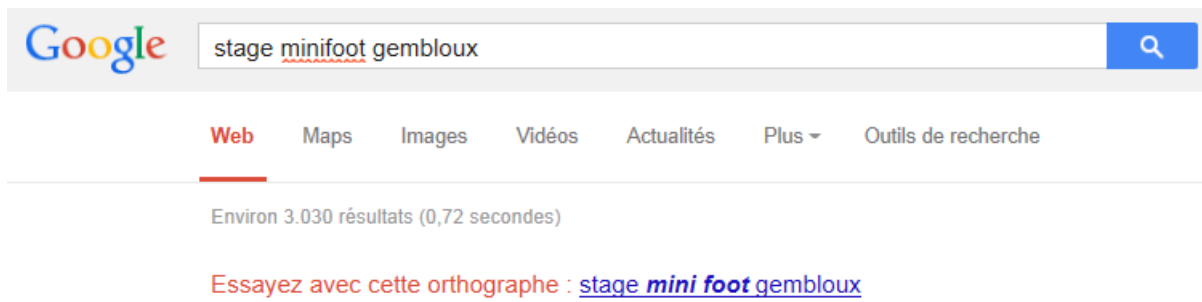 Google stage minifoot gembloux
Web Maps Images Vidéos Actualités Plus Outils de recherche
Environ 3.030 résultats (0,72 secondes)
Essayez avec cette orthographe : stage mini foot gembloux